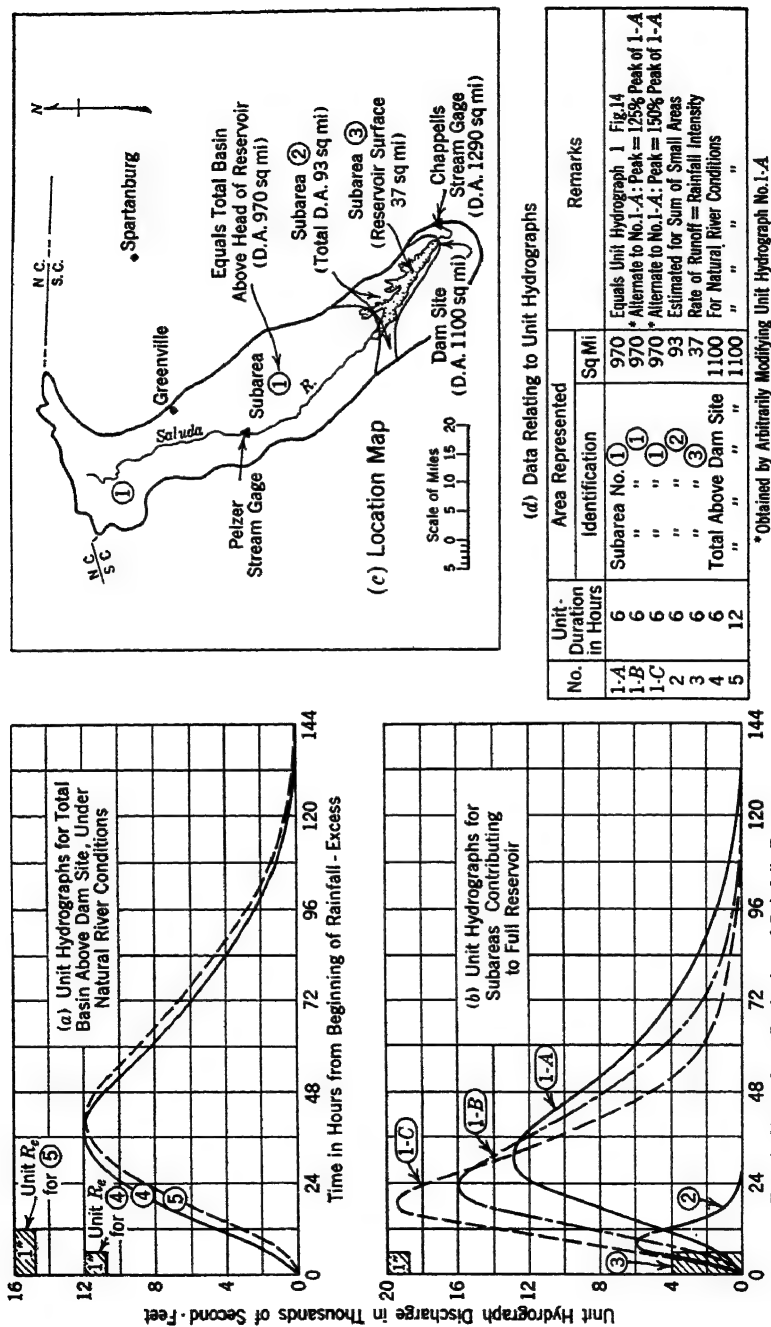 Unit Hydrograph Discharge in Thousands of Second-Feet
16
12
8
4
0
1"
Unit Re
for ⑤
1"
Unit Re
for ④
④
⑤
(a) Unit Hydrographs for Total
Basin Above Dam Site, Under
Natural River Conditions
0 24 48 72 96 120 144
Time in Hours from Beginning of Rainfall-Excess
20
16
12
8
4
0
1"
③
1-C
1-B
1-A
②
(b) Unit Hydrographs for
Subareas Contributing
to Full Reservoir
0 24 48 72 96 120 144
N.C.
S.C.
N C
S C
N
①
Greenville
Spartanburg
Saluda
R.
Pelzer
Stream Gage
Subarea
①
Equals Total Basin
Above Head of Reservoir
(D.A. 970 sq mi)
Subarea ②
(Total D.A. 93 sq mi)
Subarea ③
(Reservoir Surface
37 sq mi)
Dam Site
(D.A. 1100 sq mi)
Chappells
Stream Gage
(D.A. 1290 sq mi)
(c) Location Map
Scale of Miles
5 0 5 10 15 20
(d) Data Relating to Unit Hydrographs
No. Unit-Duration in Hours Area Represented Remarks
Identification Sq Mi
1-A 6 Subarea No. ① 970 Equals Unit Hydrograph 1 Fig.14
1-B 6 " " ① 970 * Alternate to No.1-A: Peak = 125% Peak of 1-A
1-C 6 " " ① 970 * Alternate to No.1-A: Peak = 150% Peak of 1-A
2 6 " " ② 93 Estimated for Sum of Small Areas
3 6 " " ③ 37 Rate of Runoff = Rainfall Intensity
4 6 Total Above Dam Site 1100 For Natural River Conditions
5 12 " " " " 1100 " " " "
*Obtained by Arbitrarily Modifying Unit Hydrograph No.1-A